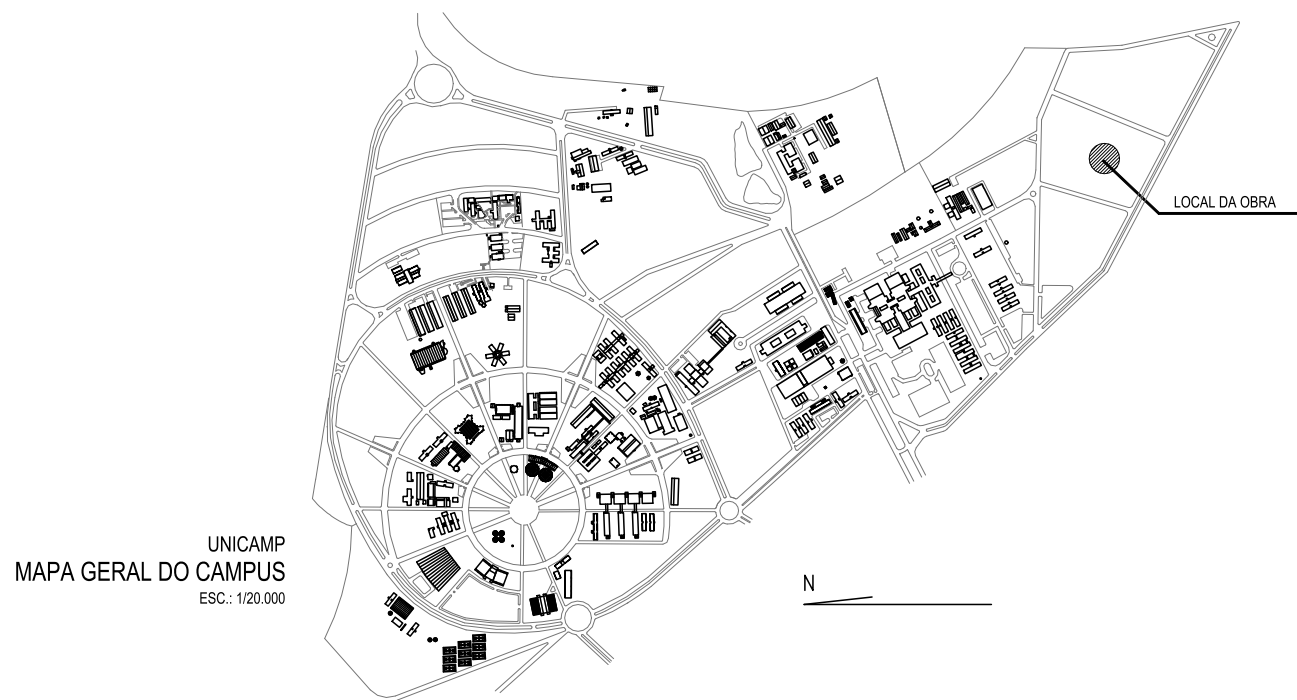 LOCAL DA OBRA
UNICAMP
MAPA GERAL DO CAMPUS
ESC.: 1/20.000
N